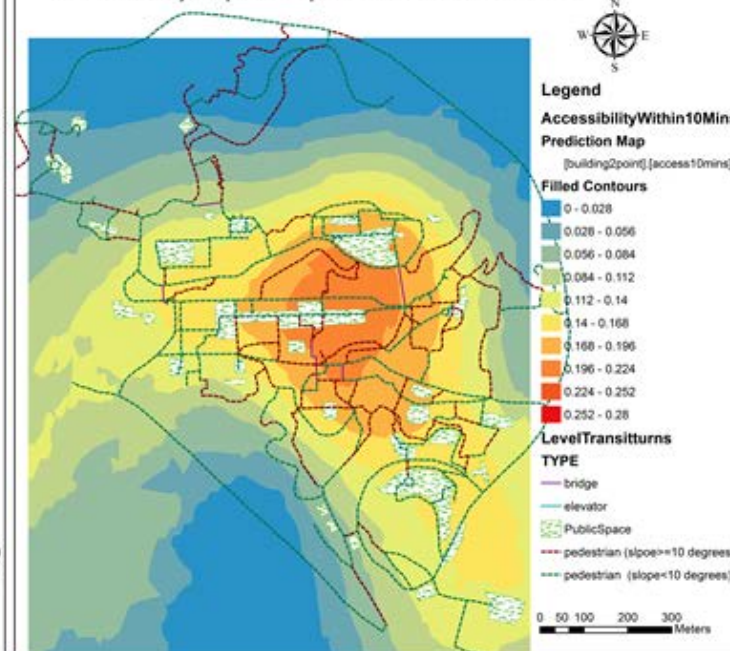 N
W E
S
Legend
AccessibilityWithin10Mins
Prediction Map
[building2point].[access10mins]
Filled Contours
0 - 0.028
0.028 - 0.056
0.056 - 0.084
0.084 - 0.112
0.112 - 0.14
0.14 - 0.168
0.168 - 0.196
0.196 - 0.224
0.224 - 0.252
0.252 - 0.28
LevelTransitturns
TYPE
bridge
elevator
PublicSpace
pedestrian (slpoe>=10 degrees
pedestrian (slope<10 degrees)
0 50 100 200 300
Meters